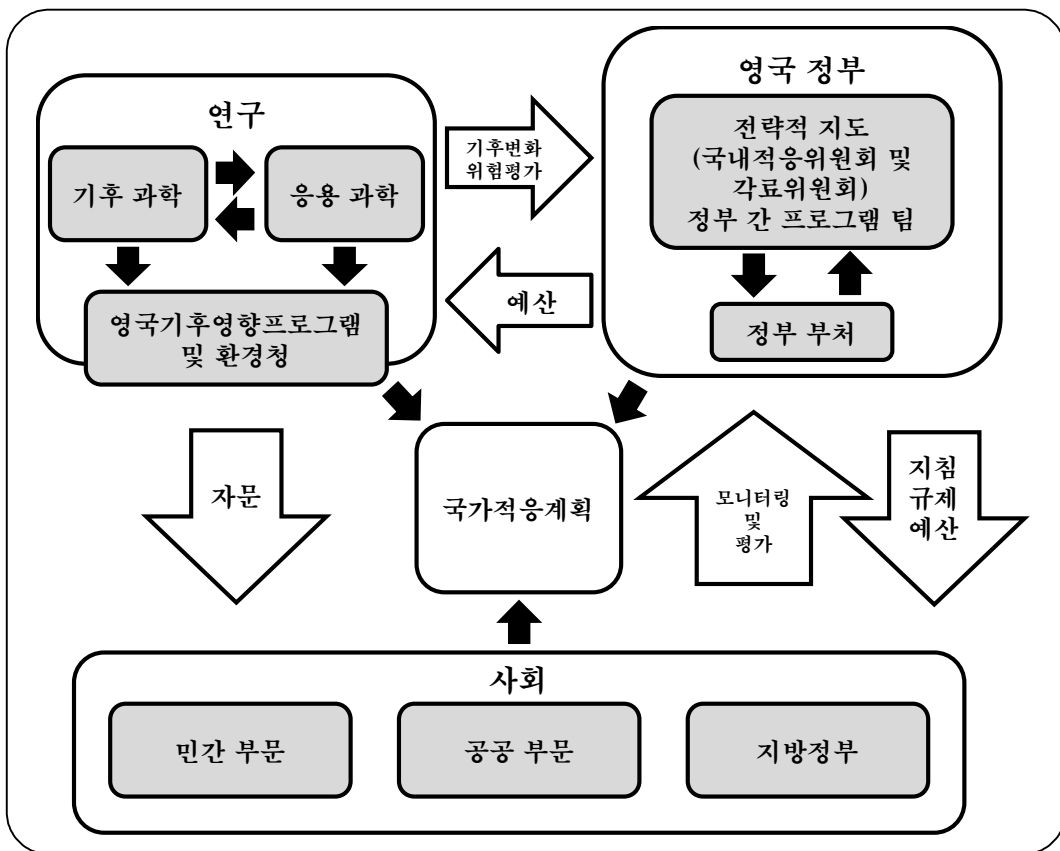 연구
기후 과학
응용 과학
영국기후영향프로그램
및 환경청
기후변화
위험평가
예산
영국 정부
전략적 지도
(국내적응위원회 및
각료위원회)
정부 간 프로그램 팀
정부 부처
자문
국가적응계획
모니터링
및
평가
지침
규제
예산
사회
민간 부문
공공 부문
지방정부